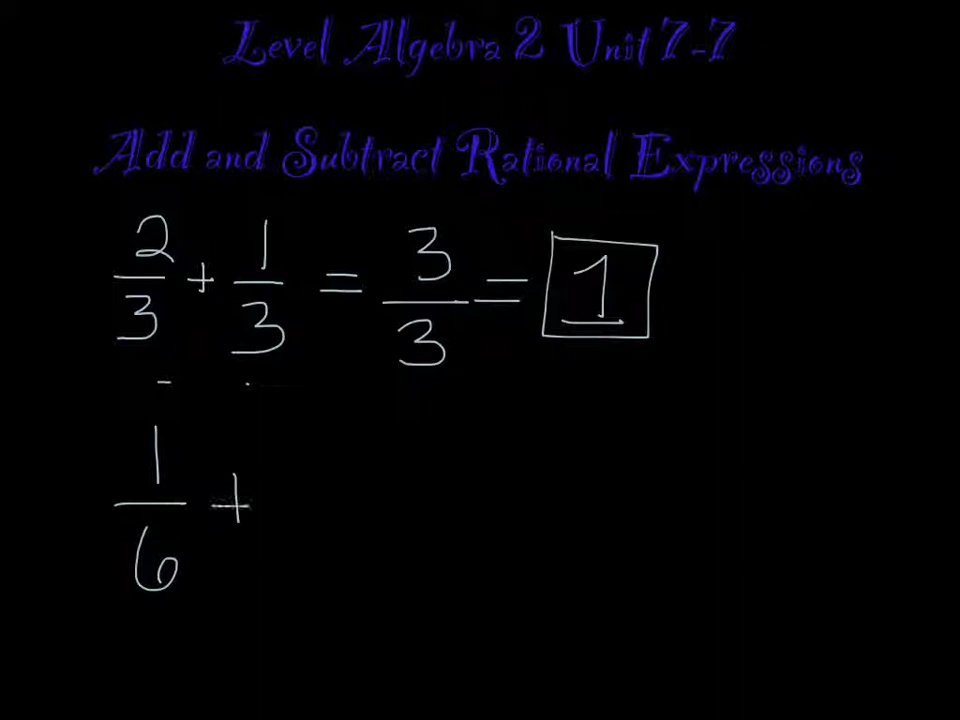 Level Algebra 2 Unit 7-7
Add and Subtract Rational Expressions
2/3 + 1/3 = 3/3 = 1
1/6 +